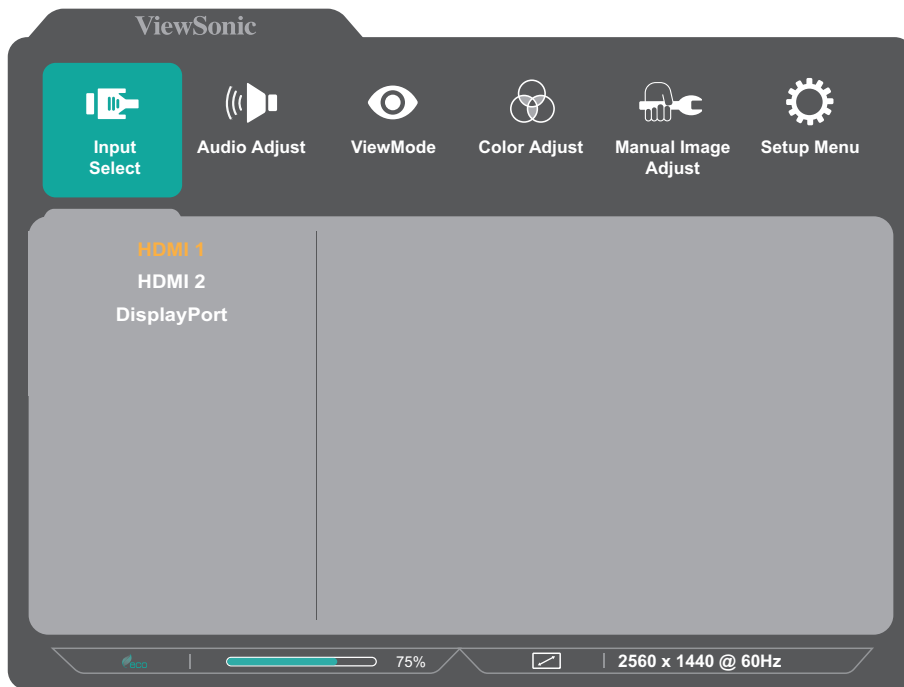 ViewSonic
Input
Select
Audio Adjust
ViewMode
Color Adjust
Manual Image
Adjust
Setup Menu
HDMI 1
HDMI 2
DisplayPort
eco
75%
2560 x 1440 @ 60Hz